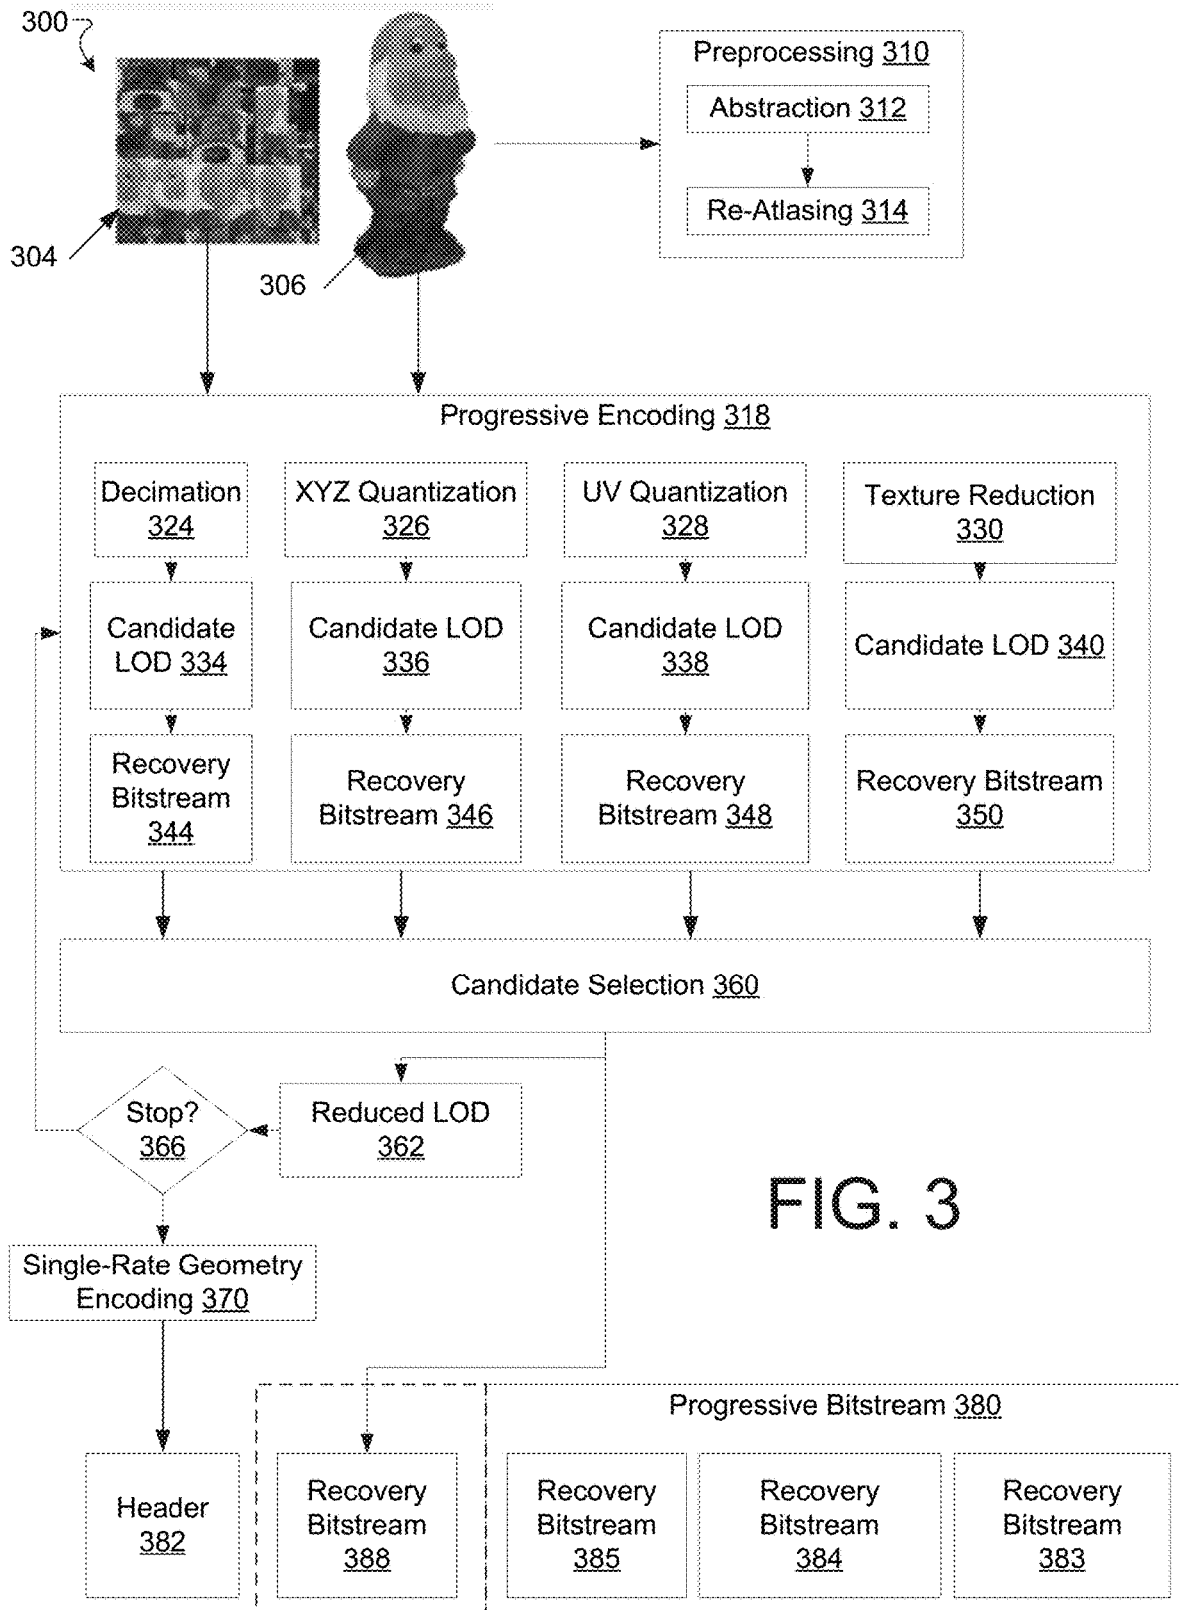 300
304
306
Preprocessing 310
Abstraction 312
Re-Atlasing 314
Progressive Encoding 318
Decimation
324
XYZ Quantization
326
UV Quantization
328
Texture Reduction
330
Candidate
LOD 334
Candidate LOD
336
Candidate LOD
338
Candidate LOD 340
Recovery
Bitstream
344
Recovery
Bitstream 346
Recovery
Bitstream 348
Recovery Bitstream
350
Candidate Selection 360
Stop?
366
Reduced LOD
362
FIG. 3
Single-Rate Geometry
Encoding 370
Progressive Bitstream 380
Header
382
Recovery
Bitstream
388
Recovery
Bitstream
385
Recovery
Bitstream
384
Recovery
Bitstream
383